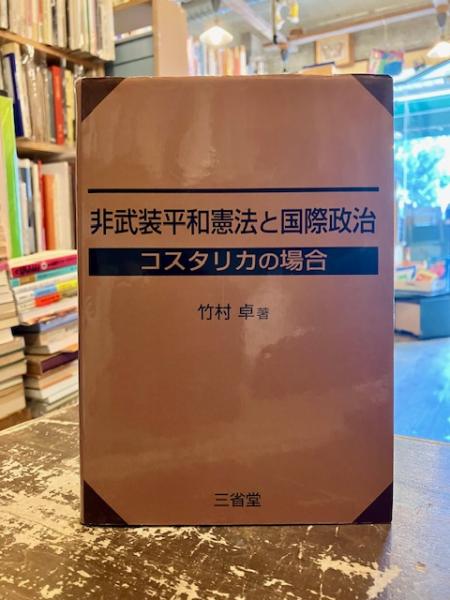 非武装平和憲法と国際政治
コスタリカの場合
竹村 卓著
三省堂